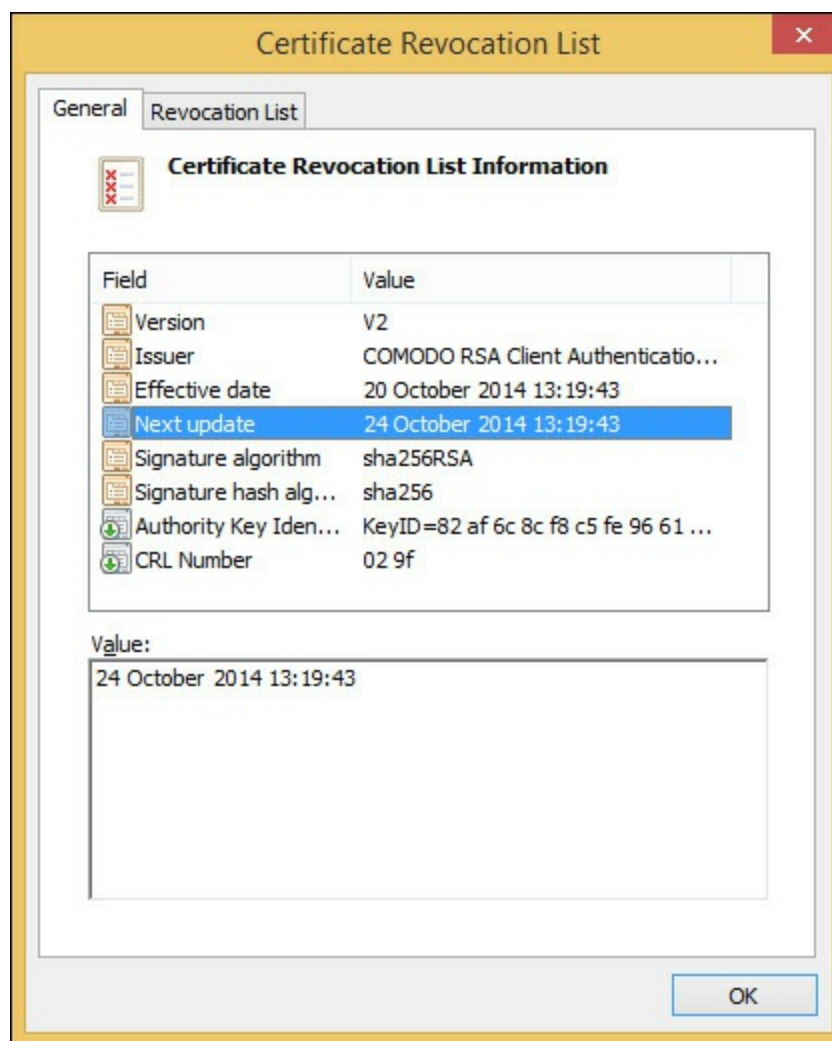 Certificate Revocation List
General Revocation List
Certificate Revocation List Information
Field Value
Version V2
Issuer COMODO RSA Client Authenticatio...
Effective date 20 October 2014 13:19:43
Next update 24 October 2014 13:19:43
Signature algorithm sha256RSA
Signature hash alg... sha256
Authority Key Iden... KeyID=82 af 6c 8c f8 c5 fe 96 61 ...
CRL Number 02 9f
Value:
24 October 2014 13:19:43
OK